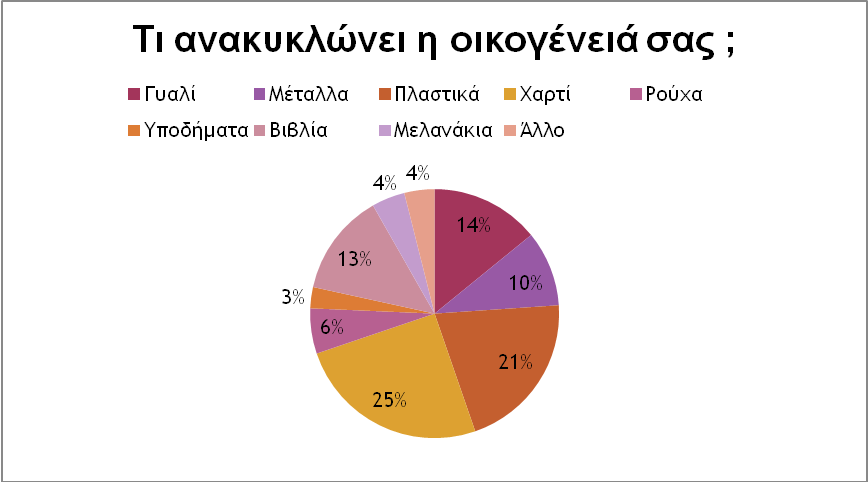 Τι ανακυκλώνει η οικογένειά σας ;
Γυαλί Μέταλλα Πλαστικά Χαρτί Ρούχα
Υποδήματα Βιβλία Μελανάκια Άλλο
4% 4%
14%
13%
10%
3%
6%
21%
25%